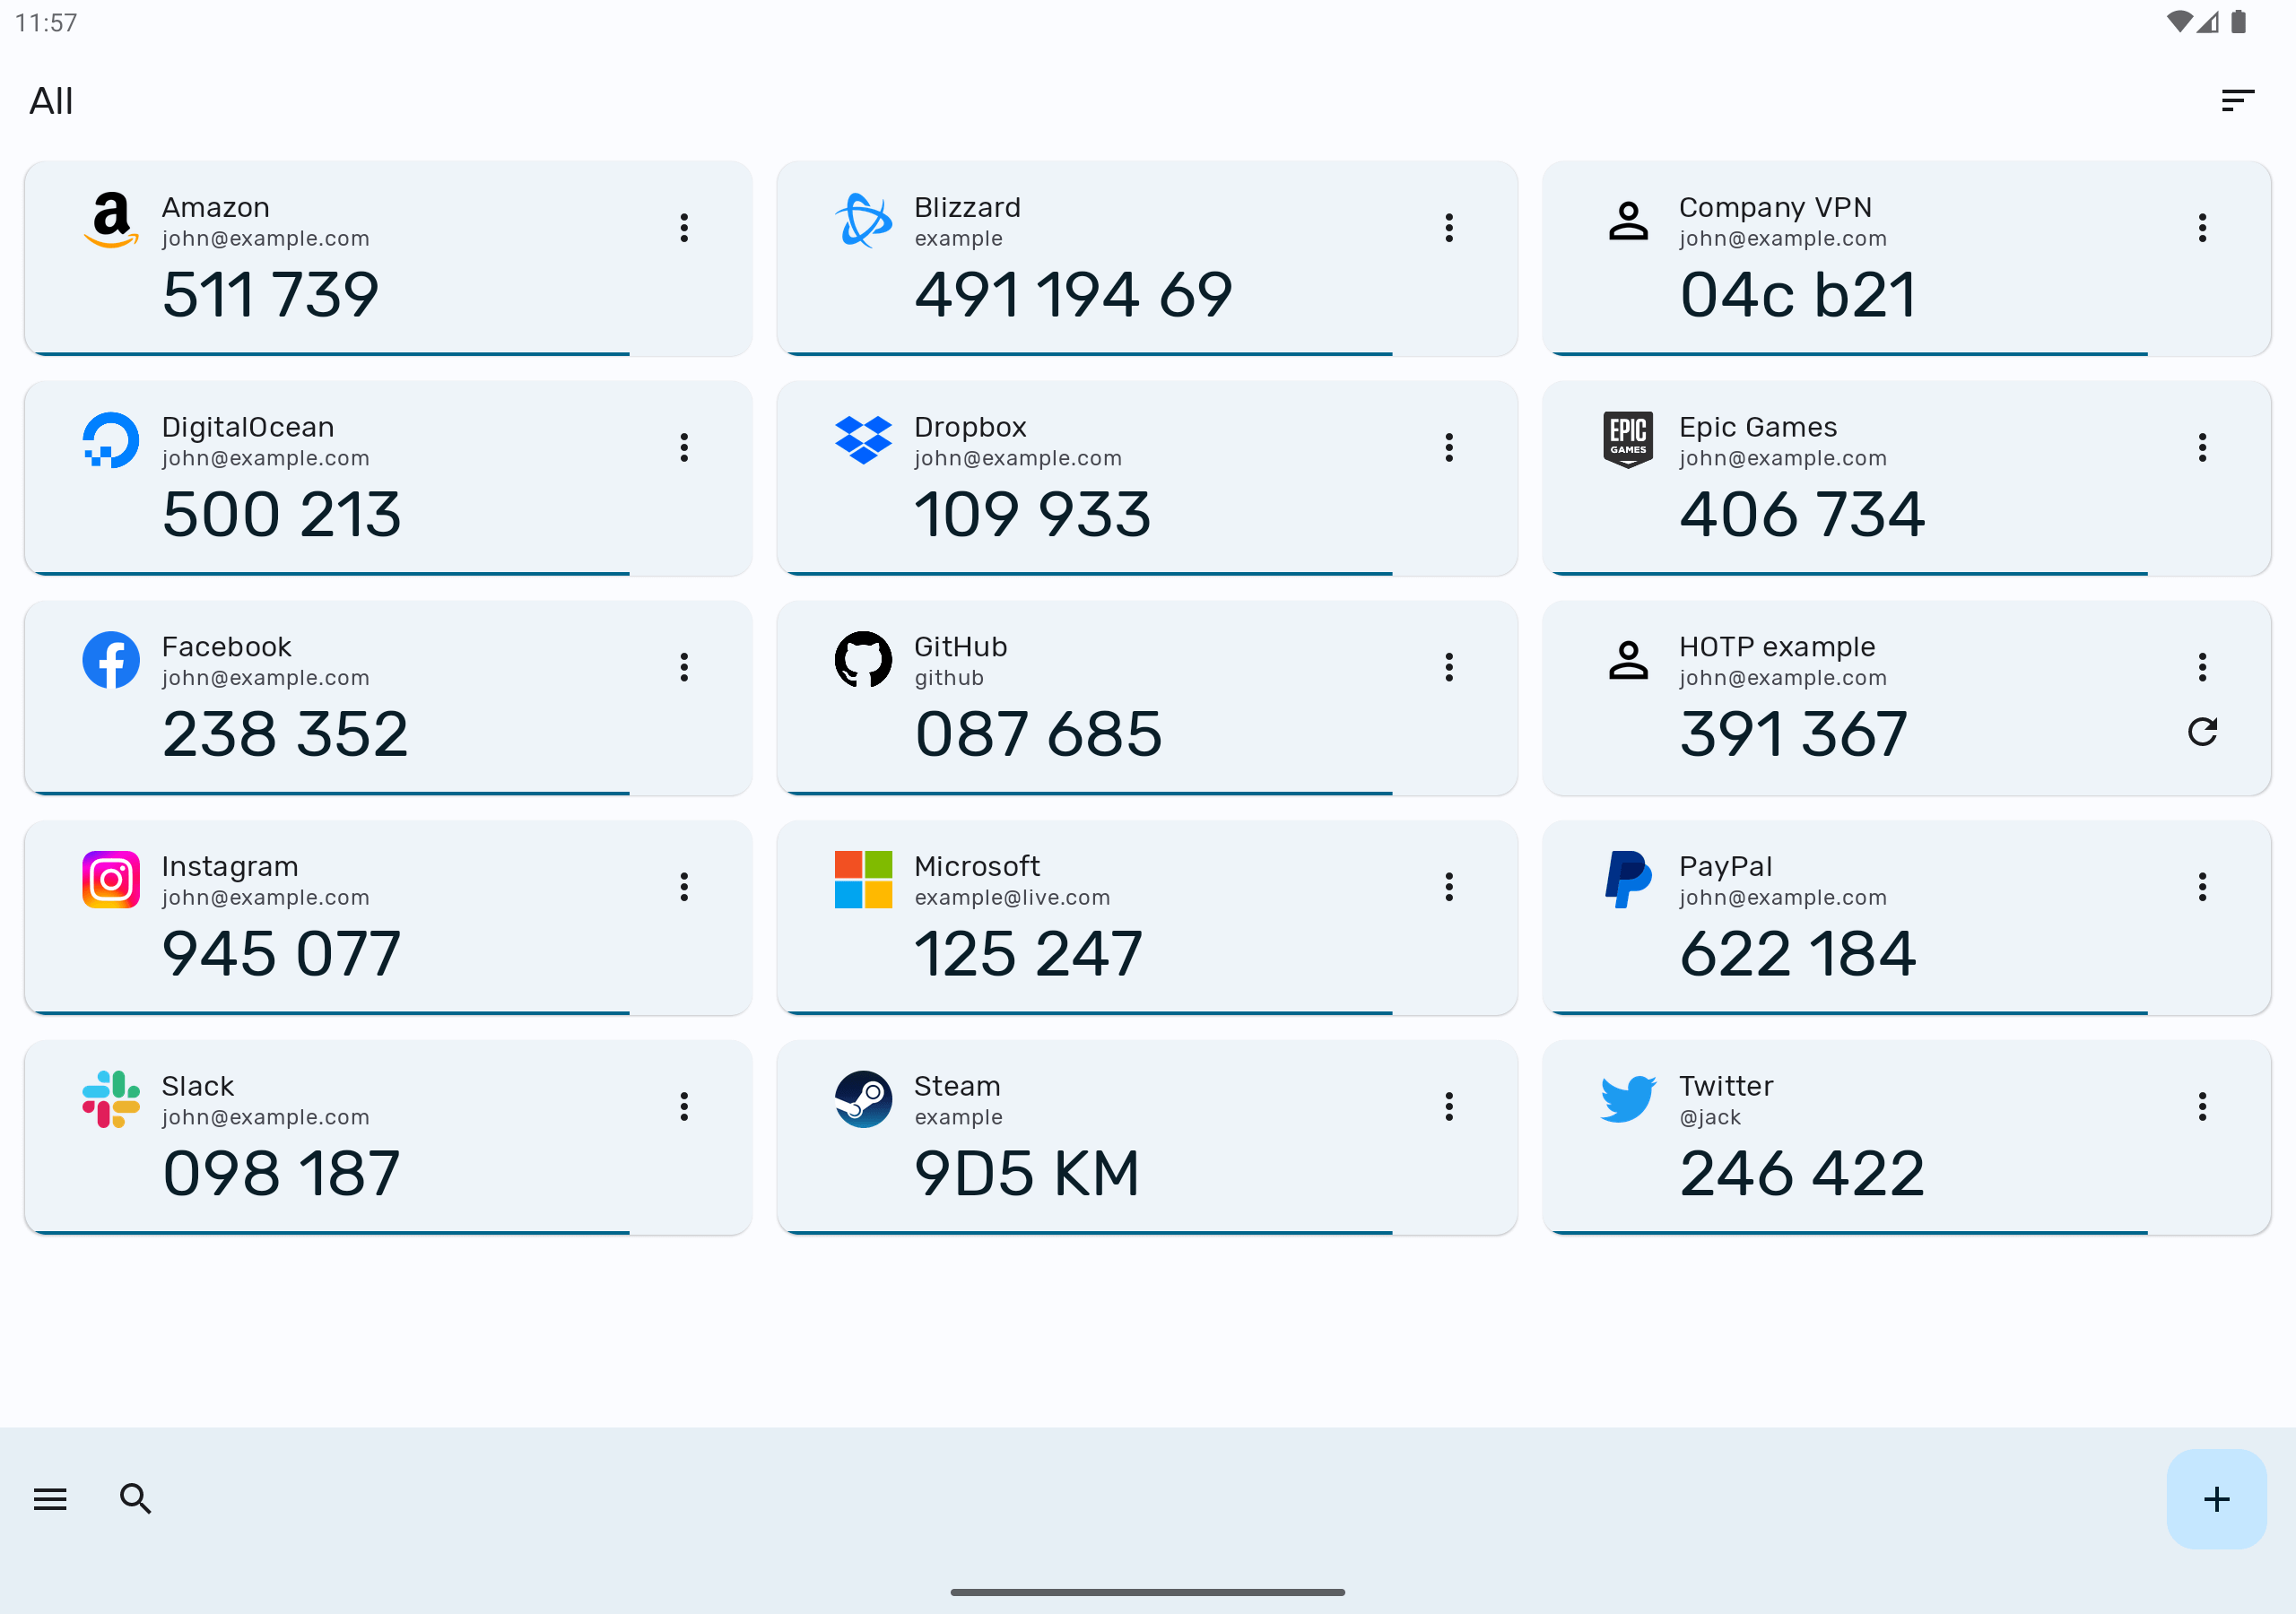 11:57
All
Amazon
john@example.com
511 739
Blizzard
example
491 194 69
Company VPN
john@example.com
04c b21
DigitalOcean
john@example.com
500 213
Dropbox
john@example.com
109 933
EPIC
GAMES
Epic Games
john@example.com
406 734
Facebook
john@example.com
238 352
GitHub
github
087 685
HOTP example
john@example.com
391 367
Instagram
john@example.com
945 077
Microsoft
example@live.com
125 247
PayPal
john@example.com
622 184
Slack
john@example.com
098 187
Steam
example
9D5 KM
Twitter
@jack
246 422